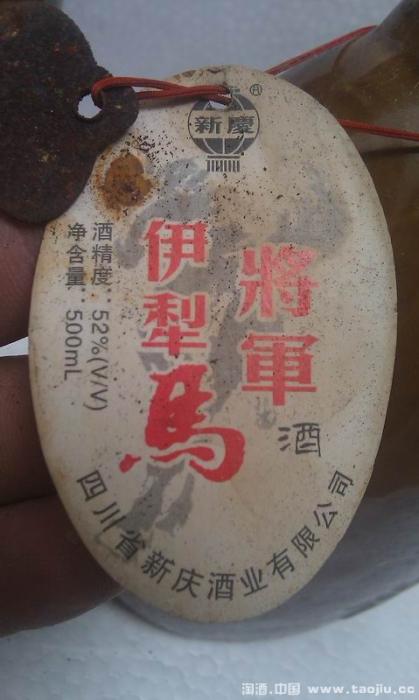 新慶
®
將軍
伊犁馬
酒
酒精度：52%(V/V)
净含量：500mL
四川省新庆酒业有限公司
淘酒.中国 www.taojiu.cc